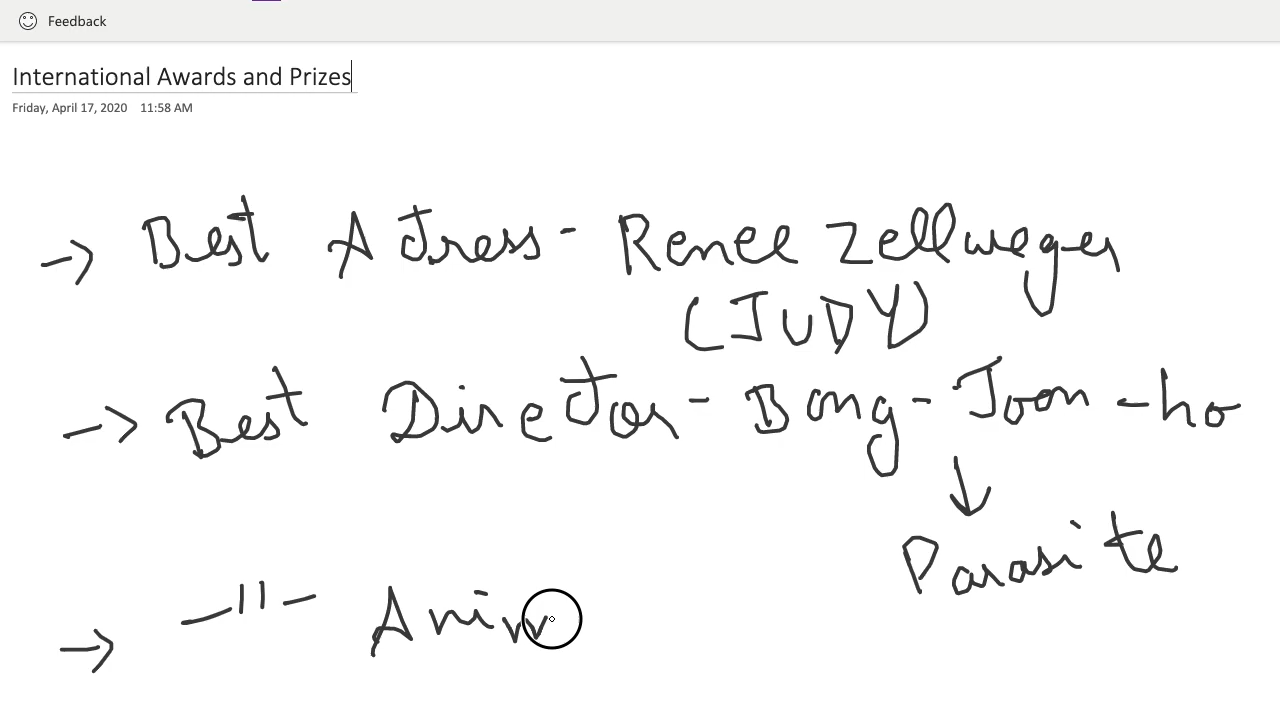 Feedback
International Awards and Prizes
Friday, April 17, 2020 11:58 AM
→ Best Actress - Renee Zellweger
(JUDY)
→ Best Director - Bong - Joon - ho
↓
Parasite
→ —"— Anim